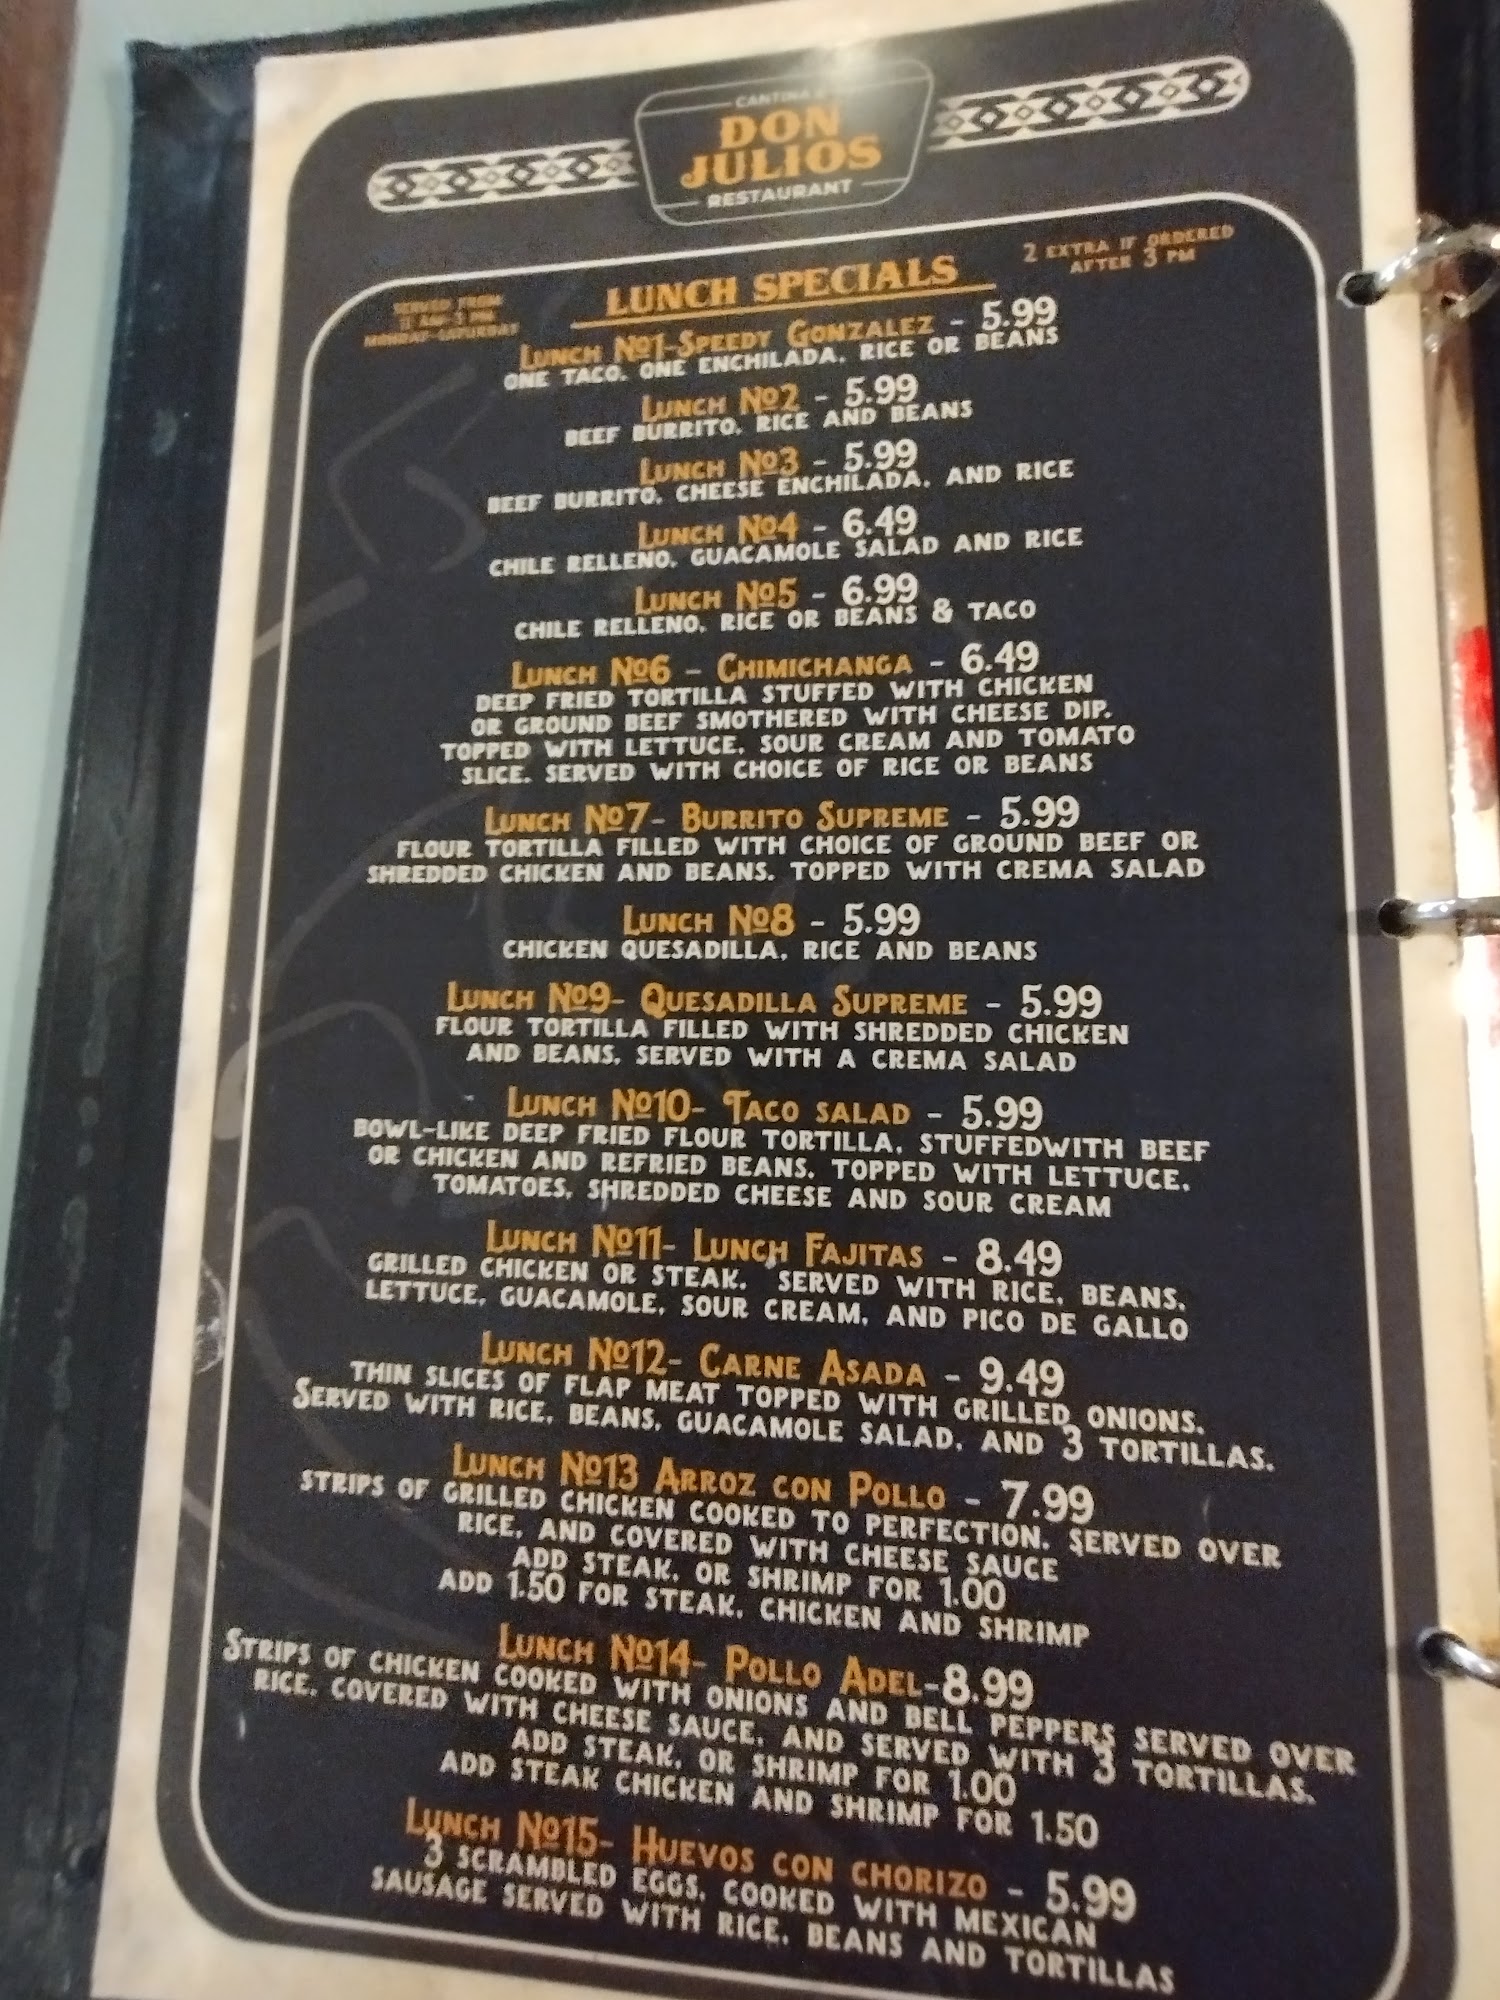 CANTINA &
DON
JULIOS
RESTAURANT
2 EXTRA IF ORDERED
AFTER 3 PM
SERVED FROM
11 AM-3 PM
MONDAY-SATURDAY
LUNCH SPECIALS
LUNCH Nº1-SPEEDY GONZALEZ - 5.99
ONE TACO, ONE ENCHILADA, RICE OR BEANS
LUNCH Nº2 - 5.99
BEEF BURRITO, RICE AND BEANS
LUNCH Nº3 - 5.99
BEEF BURRITO, CHEESE ENCHILADA, AND RICE
LUNCH Nº4 - 6.49
CHILE RELLENO, GUACAMOLE SALAD AND RICE
LUNCH Nº5 - 6.99
CHILE RELLENO, RICE OR BEANS & TACO
LUNCH Nº6 - CHIMICHANGA - 6.49
DEEP FRIED TORTILLA STUFFED WITH CHICKEN
OR GROUND BEEF SMOTHERED WITH CHEESE DIP,
TOPPED WITH LETTUCE, SOUR CREAM AND TOMATO
SLICE. SERVED WITH CHOICE OF RICE OR BEANS
LUNCH Nº7- BURRITO SUPREME - 5.99
FLOUR TORTILLA FILLED WITH CHOICE OF GROUND BEEF OR
SHREDDED CHICKEN AND BEANS. TOPPED WITH CREMA SALAD
LUNCH Nº8 - 5.99
CHICKEN QUESADILLA, RICE AND BEANS
LUNCH Nº9- QUESADILLA SUPREME - 5.99
FLOUR TORTILLA FILLED WITH SHREDDED CHICKEN
AND BEANS, SERVED WITH A CREMA SALAD
LUNCH Nº10- TACO SALAD - 5.99
BOWL-LIKE DEEP FRIED FLOUR TORTILLA, STUFFEDWITH BEEF
OR CHICKEN AND REFRIED BEANS. TOPPED WITH LETTUCE,
TOMATOES, SHREDDED CHEESE AND SOUR CREAM
LUNCH Nº11- LUNCH FAJITAS - 8.49
GRILLED CHICKEN OR STEAK. SERVED WITH RICE, BEANS,
LETTUCE, GUACAMOLE, SOUR CREAM, AND PICO DE GALLO
LUNCH Nº12- CARNE ASADA - 9.49
THIN SLICES OF FLAP MEAT TOPPED WITH GRILLED ONIONS.
SERVED WITH RICE, BEANS, GUACAMOLE SALAD, AND 3 TORTILLAS.
LUNCH Nº13 ARROZ CON POLLO - 7.99
STRIPS OF GRILLED CHICKEN COOKED TO PERFECTION, SERVED OVER
RICE, AND COVERED WITH CHEESE SAUCE
ADD STEAK, OR SHRIMP FOR 1.00
ADD 1.50 FOR STEAK, CHICKEN AND SHRIMP
LUNCH Nº14- POLLO ADEL-8.99
STRIPS OF CHICKEN COOKED WITH ONIONS AND BELL PEPPERS SERVED OVER
RICE, COVERED WITH CHEESE SAUCE, AND SERVED WITH 3 TORTILLAS.
ADD STEAK, OR SHRIMP FOR 1.00
ADD STEAK CHICKEN AND SHRIMP FOR 1.50
LUNCH Nº15- HUEVOS CON CHORIZO - 5.99
3 SCRAMBLED EGGS, COOKED WITH MEXICAN
SAUSAGE SERVED WITH RICE, BEANS AND TORTILLAS